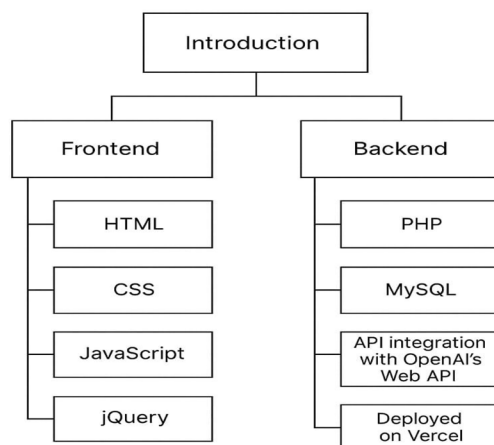 Introduction
Frontend
HTML
CSS
JavaScript
jQuery
Backend
PHP
MySQL
API integration
with OpenAI's
Web API
Deployed
on Vercel